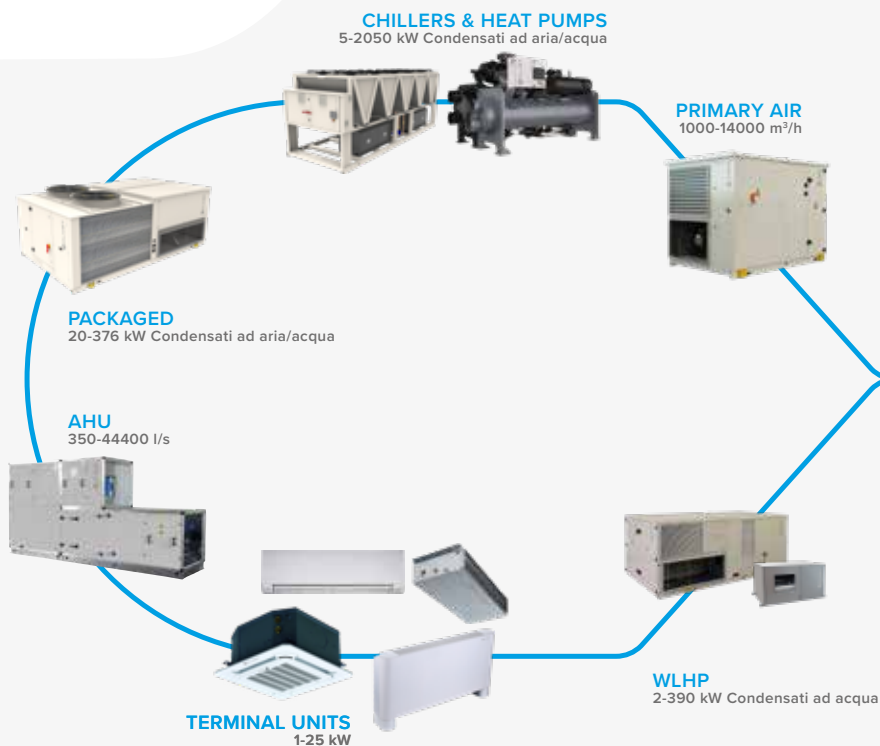 CHILLERS & HEAT PUMPS
5-2050 kW Condensati ad aria/acqua
PRIMARY AIR
1000-14000 m³/h
PACKAGED
20-376 kW Condensati ad aria/acqua
AHU
350-44400 l/s
WLHP
2-390 kW Condensati ad acqua
TERMINAL UNITS
1-25 kW